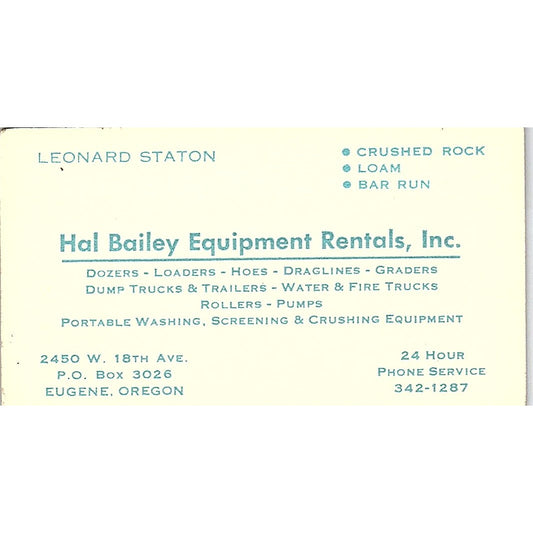 LEONARD STATON
• CRUSHED ROCK
• LOAM
• BAR RUN
Hal Bailey Equipment Rentals, Inc.
DOZERS - LOADERS - HOES - DRAGLINES - GRADERS
DUMP TRUCKS & TRAILERS - WATER & FIRE TRUCKS
ROLLERS - PUMPS
PORTABLE WASHING, SCREENING & CRUSHING EQUIPMENT
2450 W. 18TH AVE.
P.O. BOX 3026
EUGENE, OREGON
24 HOUR
PHONE SERVICE
342-1287